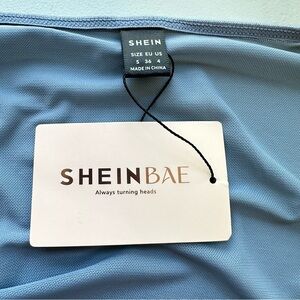 SHEIN
SIZE EU US
S 36 4
MADE IN CHINA
SHEINBAE
Always turning heads